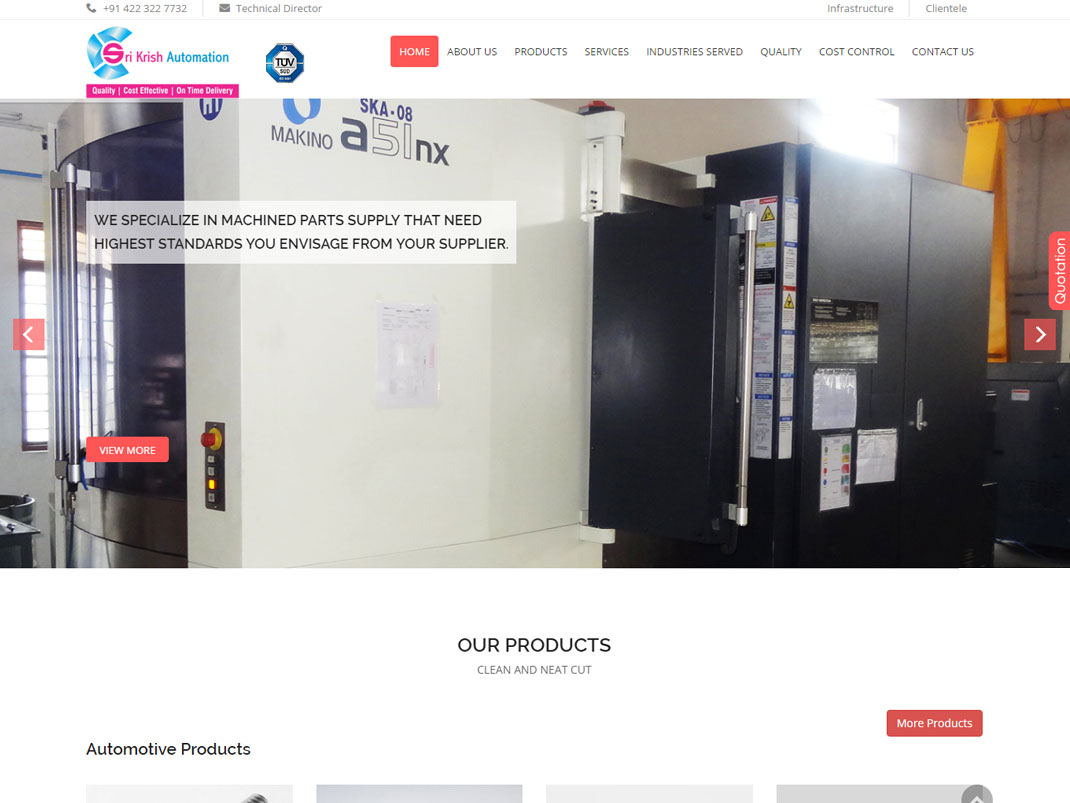 +91 422 322 7732
Technical Director
Infrastructure
Clientele
Sri Krish Automation
Quality | Cost Effective | On Time Delivery
TÜV
SÜD
HOME
ABOUT US
PRODUCTS
SERVICES
INDUSTRIES SERVED
QUALITY
COST CONTROL
CONTACT US
SKA-08
MAKINO a51nx
WE SPECIALIZE IN MACHINED PARTS SUPPLY THAT NEED
HIGHEST STANDARDS YOU ENVISAGE FROM YOUR SUPPLIER.
Quotation
VIEW MORE
OUR PRODUCTS
CLEAN AND NEAT CUT
More Products
Automotive Products